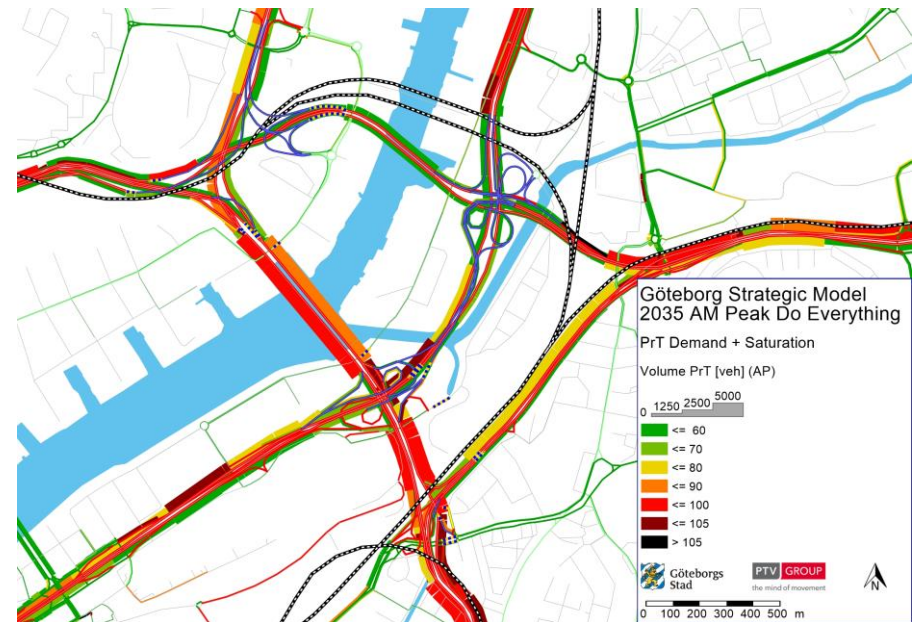 Göteborg Strategic Model
2035 AM Peak Do Everything
PrT Demand + Saturation
Volume PrT [veh] (AP)
0 1250 2500 5000
<= 60
<= 70
<= 80
<= 90
<= 100
<= 105
> 105
Göteborgs
Stad
PTV GROUP
the mind of movement
N
0 100 200 300 400 500 m